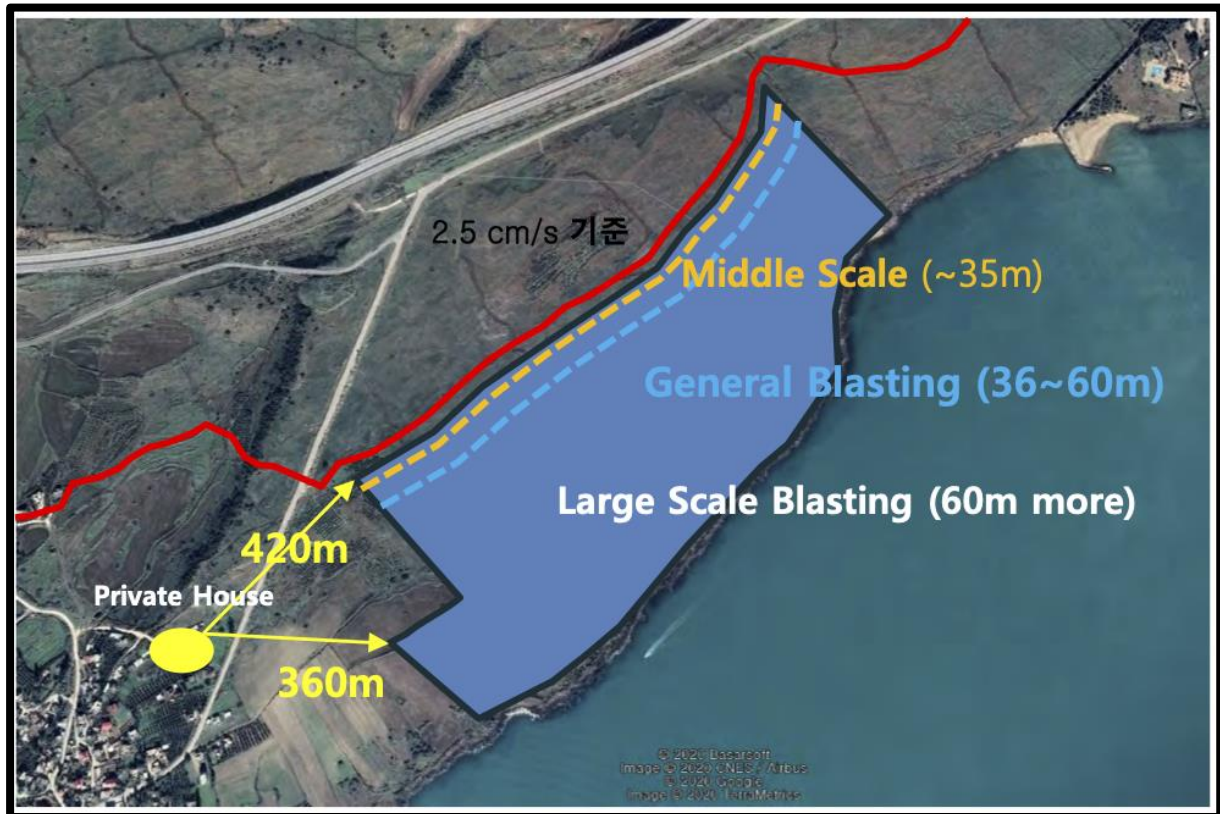 2.5 cm/s 기준
Middle Scale (~35m)
General Blasting (36~60m)
Large Scale Blasting (60m more)
420m
Private House
360m
© 2020 Basarsoft
Image © 2020 CNES / Airbus
© 2020 Google
Image © 2020 TerraMetrics